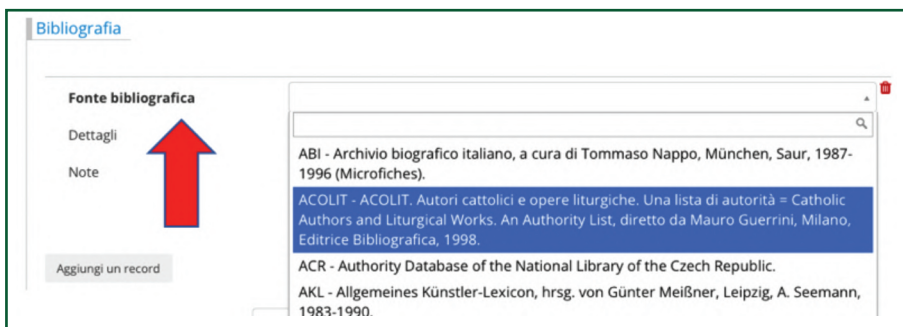 Bibliografia
Fonte bibliografica
Dettagli
Note
Aggiungi un record
ABI - Archivio biografico italiano, a cura di Tommaso Nappo, München, Saur, 1987-
1996 (Microfiches).
ACOLIT - ACOLIT. Autori cattolici e opere liturgiche. Una lista di autorità = Catholic
Authors and Liturgical Works. An Authority List, diretto da Mauro Guerrini, Milano,
Editrice Bibliografica, 1998.
ACR - Authority Database of the National Library of the Czech Republic.
AKL - Allgemeines Künstler-Lexicon, hrsg. von Günter Meißner, Leipzig, A. Seemann,
1983-1990.